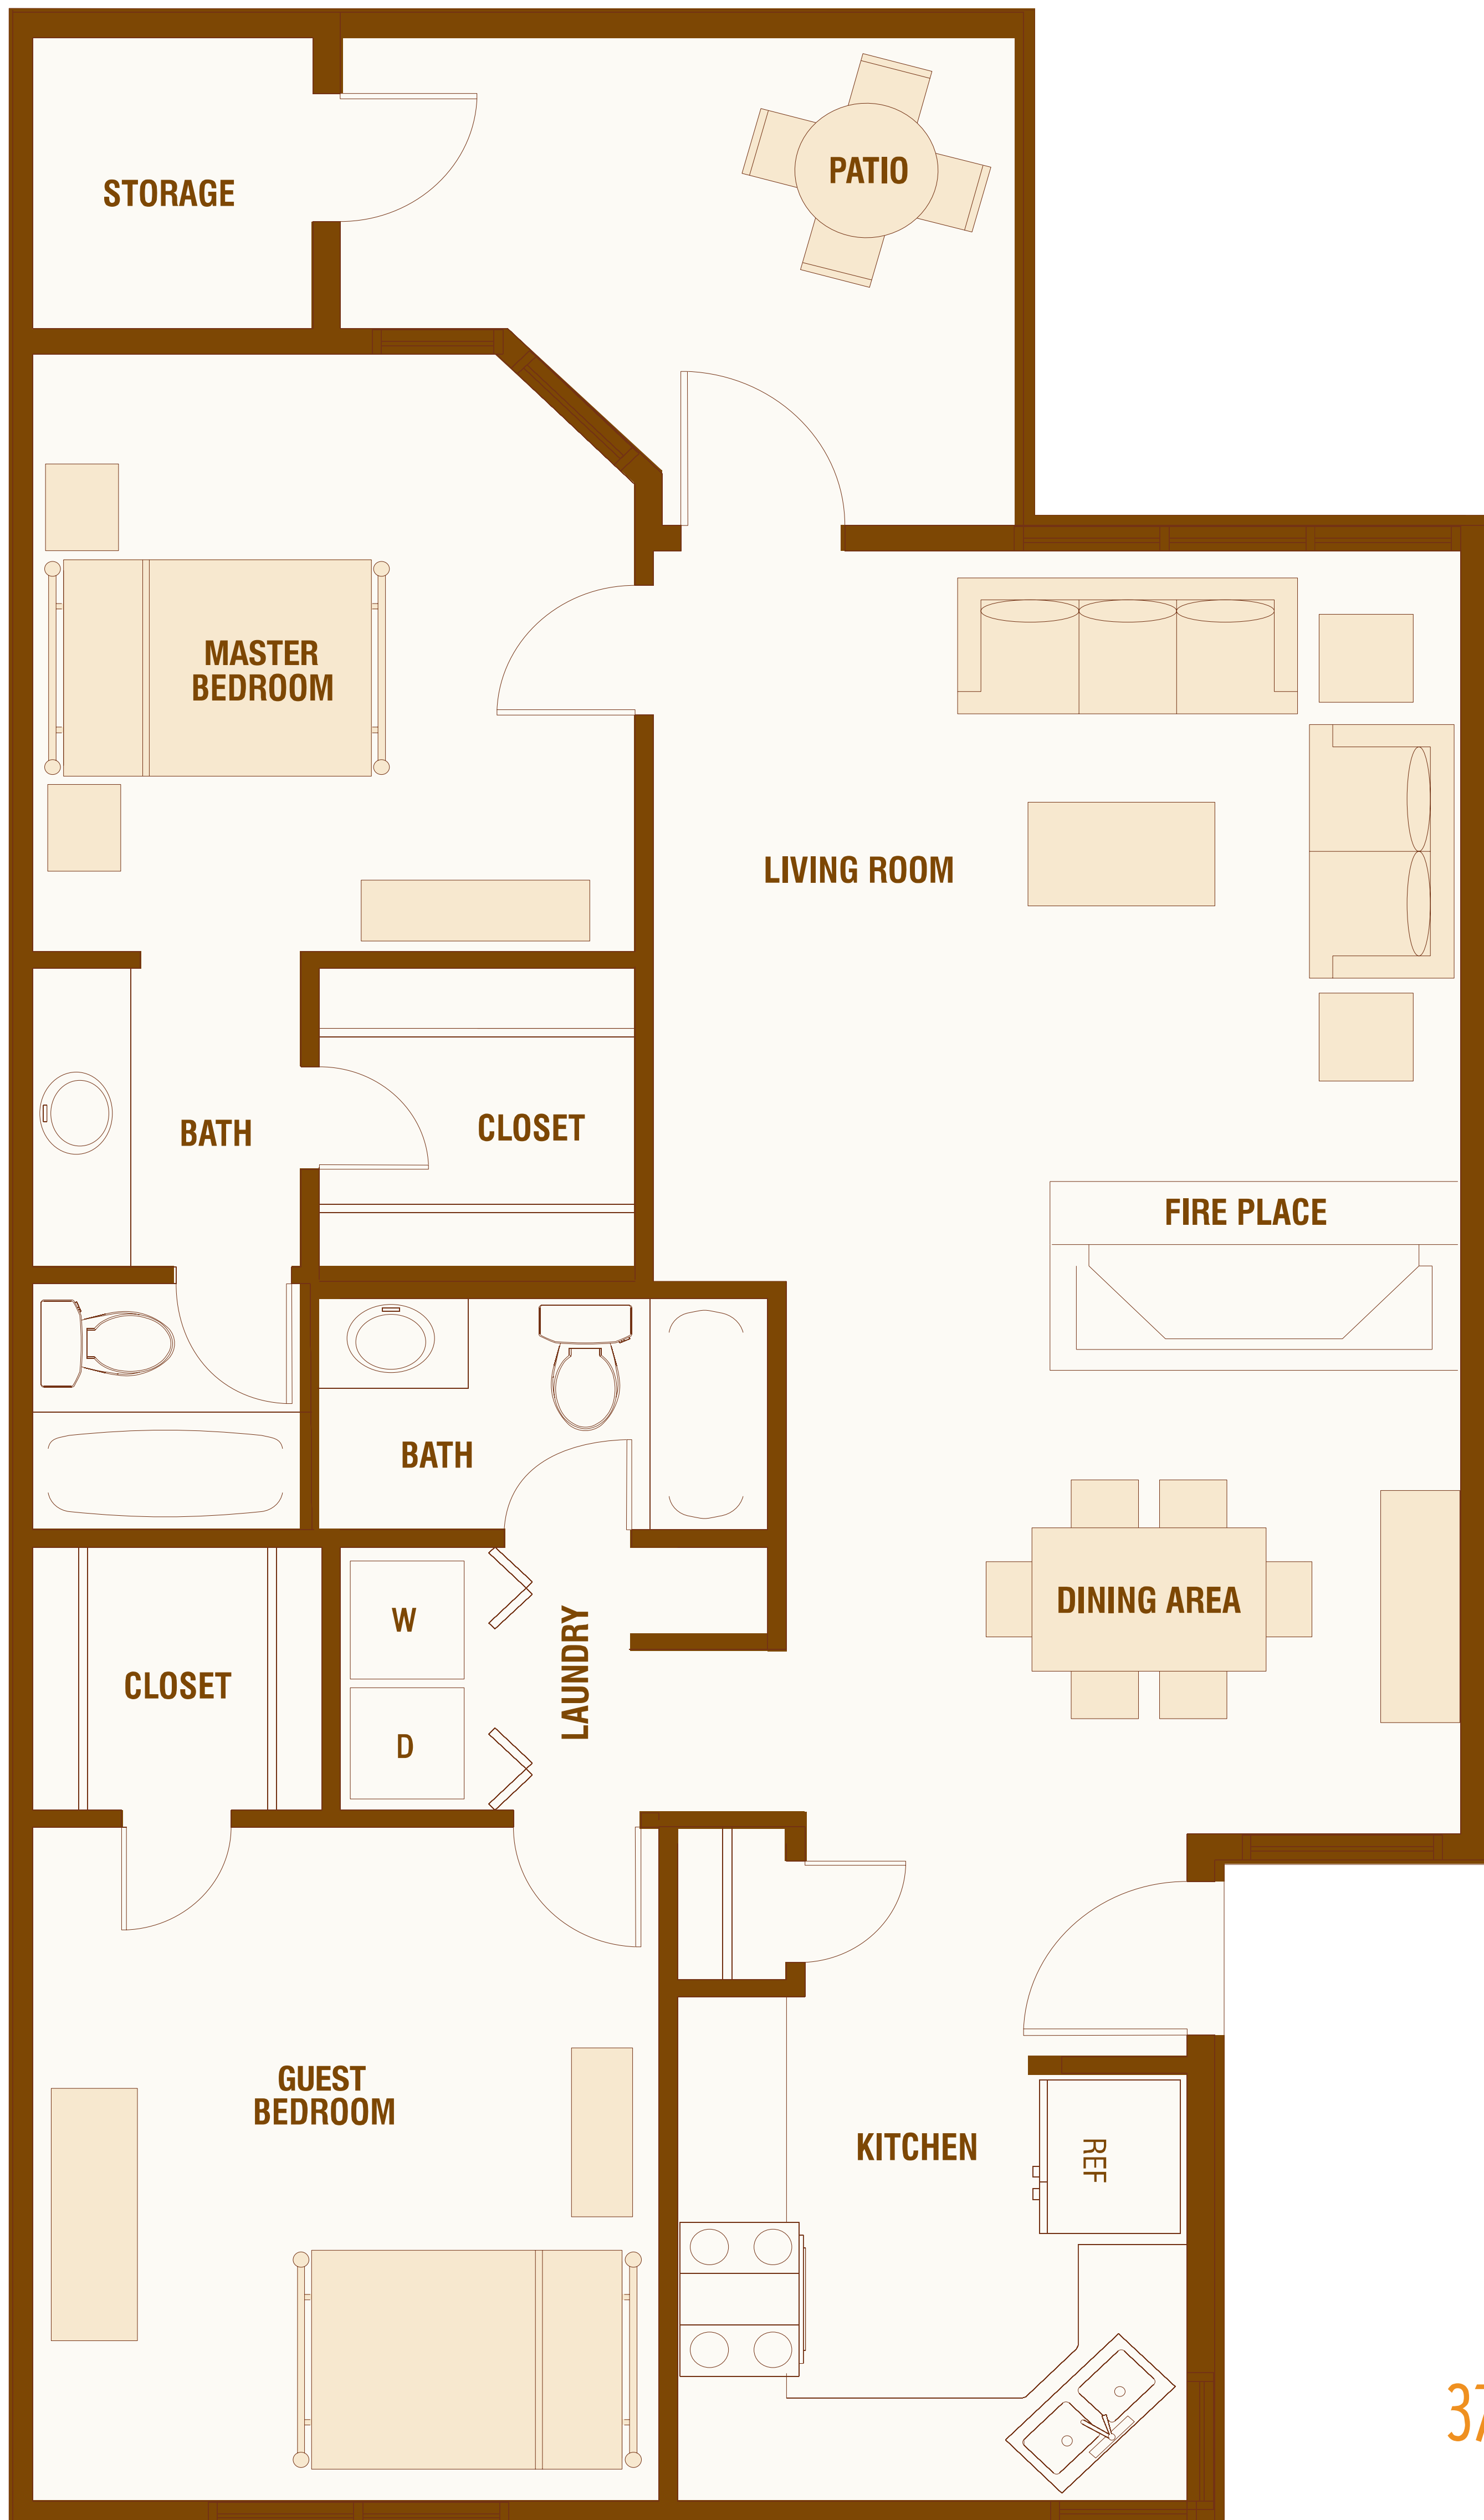 STORAGE
PATIO
MASTER
BEDROOM
LIVING ROOM
BATH
CLOSET
FIRE PLACE
BATH
DINING AREA
W
LAUNDRY
CLOSET
D
GUEST
BEDROOM
KITCHEN
REF